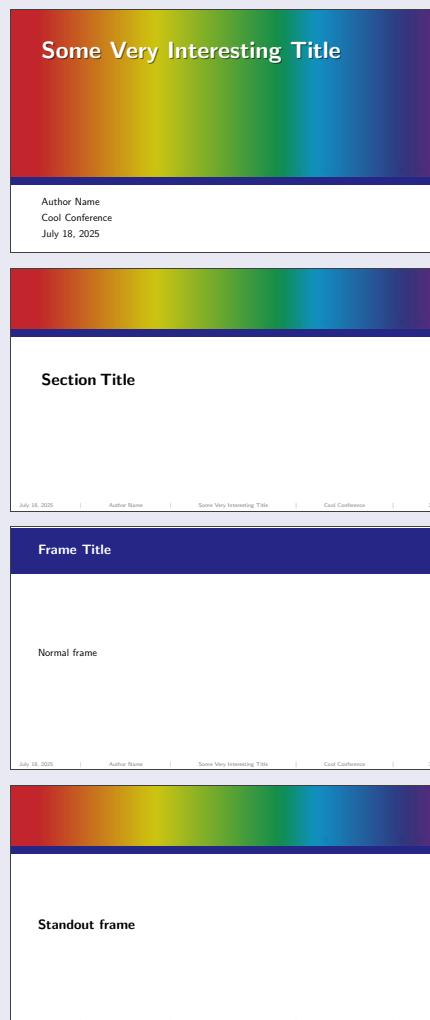 Some Very Interesting Title
Author Name
Cool Conference
July 18, 2025
Section Title
July 18, 2025 | Author Name | Some Very Interesting Title | Cool Conference |
Frame Title
Normal frame
July 18, 2025 | Author Name | Some Very Interesting Title | Cool Conference |
Standout frame